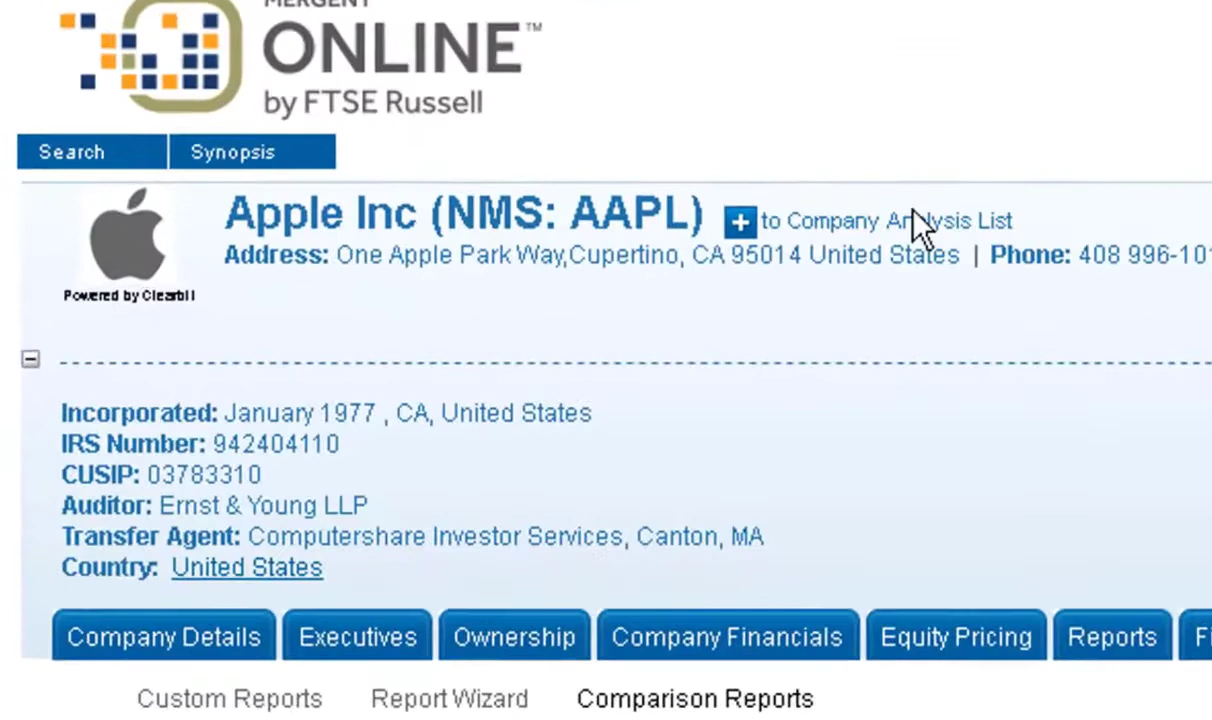 MERGENT
ONLINE™
by FTSE Russell
Search Synopsis
Apple Inc (NMS: AAPL) + to Company Analysis List
Address: One Apple Park Way,Cupertino, CA 95014 United States | Phone: 408 996-10
Powered by Clearbit
Incorporated: January 1977 , CA, United States
IRS Number: 942404110
CUSIP: 03783310
Auditor: Ernst & Young LLP
Transfer Agent: Computershare Investor Services, Canton, MA
Country: United States
Company Details Executives Ownership Company Financials Equity Pricing Reports
Custom Reports Report Wizard Comparison Reports